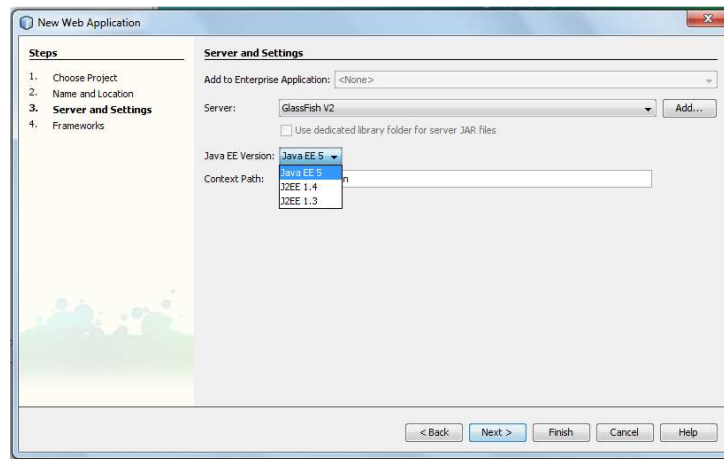 New Web Application
Steps
1. Choose Project
2. Name and Location
3. Server and Settings
4. Frameworks
Server and Settings
Add to Enterprise Application: <None>
Server: GlassFish V2 Add...
Use dedicated library folder for server JAR files
Java EE Version: Java EE 5
Java EE 5
Context Path: n
J2EE 1.4
J2EE 1.3
< Back Next > Finish Cancel Help